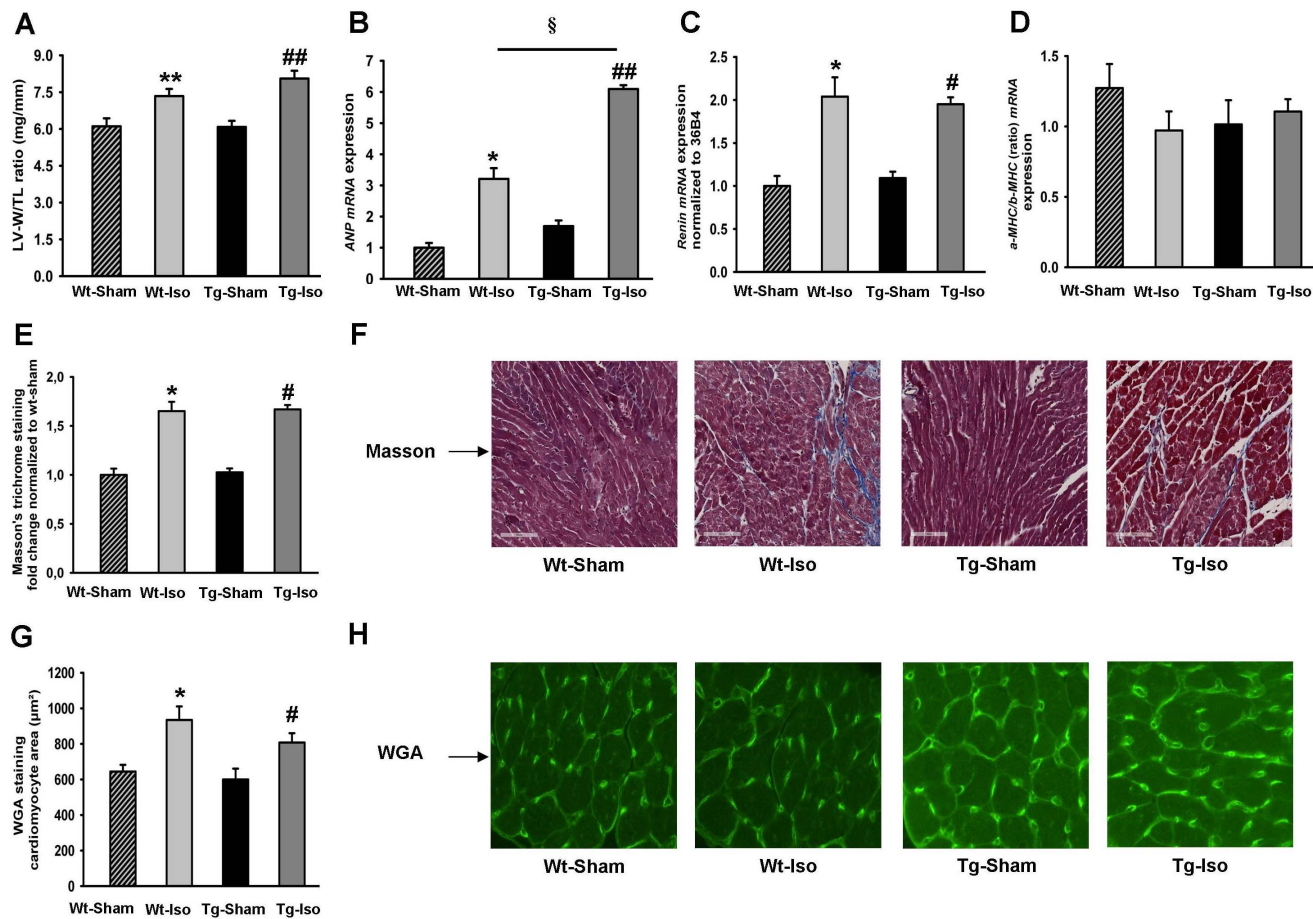 A
LV-W/TL ratio (mg/mm)
9.0
7.5
6.0
4.5
3.0
1.5
0.0
**
##
Wt-Sham Wt-Iso Tg-Sham Tg-Iso
B
§
ANP mRNA expression
7
6
5
4
3
2
1
0
*
##
Wt-Sham Wt-Iso Tg-Sham Tg-Iso
C
Renin mRNA expression
normalized to 36B4
2.5
2.0
1.5
1.0
0.5
0.0
*
#
Wt-Sham Wt-Iso Tg-Sham Tg-Iso
D
a-MHC/b-MHC (ratio) mRNA
expression
1.5
1.0
0.5
0.0
Wt-Sham Wt-Iso Tg-Sham Tg-Iso
E
Masson's trichrome staining
fold change normalized to wt-sham
2,0
1,5
1,0
0,5
0,0
*
#
Wt-Sham Wt-Iso Tg-Sham Tg-Iso
F
Masson
Wt-Sham Wt-Iso Tg-Sham Tg-Iso
G
WGA staining
cardiomyocyte area (µm²)
1200
1000
800
600
400
200
0
*
#
Wt-Sham Wt-Iso Tg-Sham Tg-Iso
H
WGA
Wt-Sham Wt-Iso Tg-Sham Tg-Iso